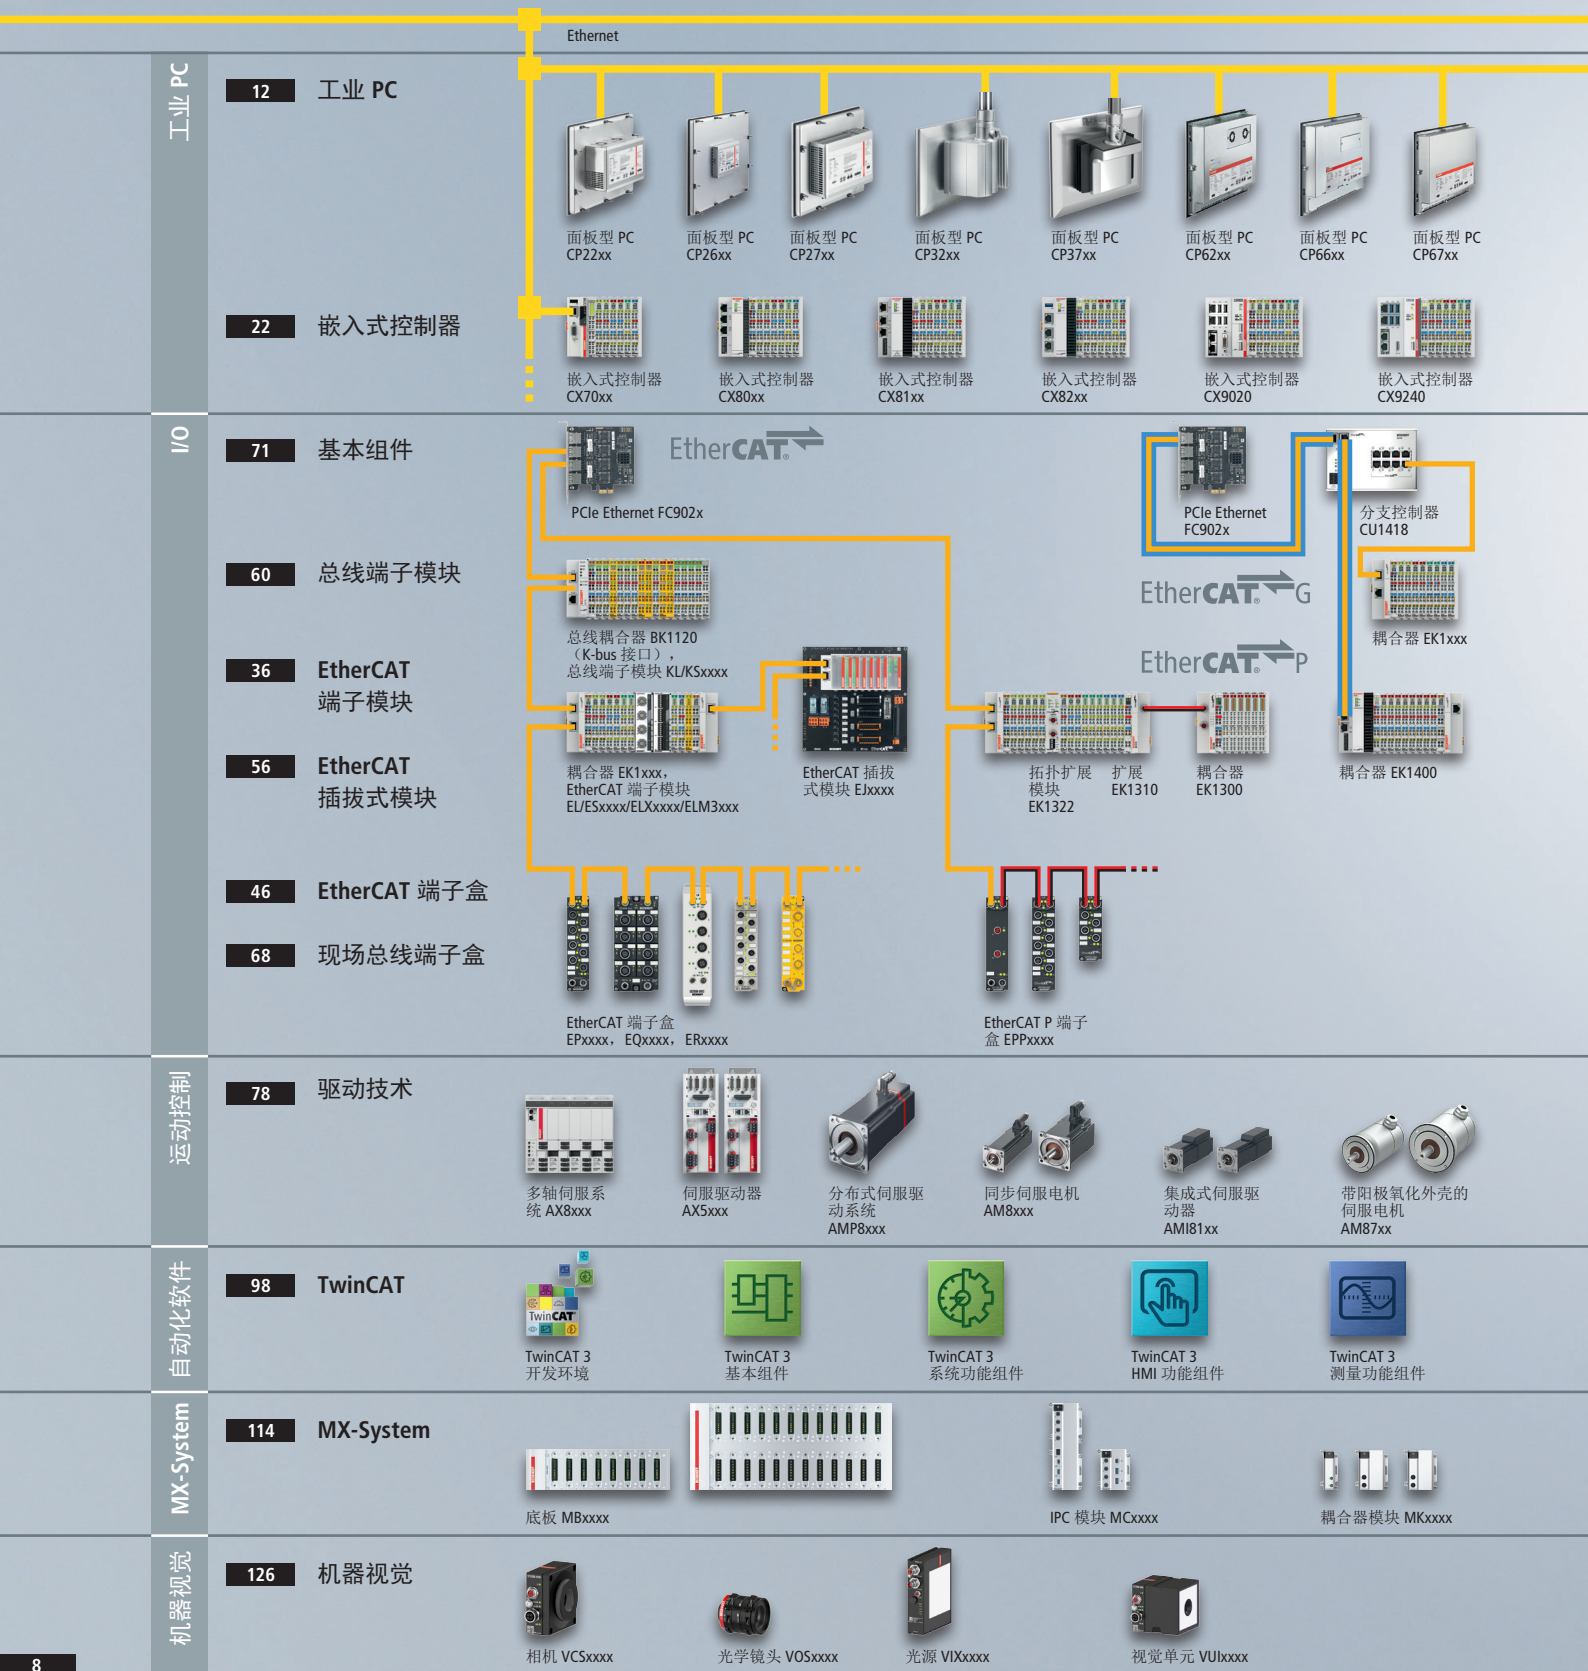 Ethernet
工业 PC
12 工业 PC
面板型 PC
CP22xx
面板型 PC
CP26xx
面板型 PC
CP27xx
面板型 PC
CP32xx
面板型 PC
CP37xx
面板型 PC
CP62xx
面板型 PC
CP66xx
面板型 PC
CP67xx
22 嵌入式控制器
嵌入式控制器
CX70xx
嵌入式控制器
CX80xx
嵌入式控制器
CX81xx
嵌入式控制器
CX82xx
嵌入式控制器
CX9020
嵌入式控制器
CX9240
I/O
71 基本组件
EtherCAT®
PCIe Ethernet FC902x
PCIe Ethernet
FC902x
分支控制器
CU1418
60 总线端子模块
总线耦合器 BK1120
（K-bus 接口），
总线端子模块 KL/KSxxxx
EtherCAT® G
耦合器 EK1xxx
EtherCAT® P
36 EtherCAT
端子模块
56 EtherCAT
插拔式模块
耦合器 EK1xxx，
EtherCAT 端子模块
EL/ESxxxx/ELXxxxx/ELM3xxx
EtherCAT 插拔
式模块 EJxxxx
拓扑扩展
模块
EK1322
扩展
EK1310
耦合器
EK1300
耦合器 EK1400
46 EtherCAT 端子盒
68 现场总线端子盒
EtherCAT 端子盒
EPxxxx，EQxxxx，ERxxxx
EtherCAT P 端子
盒 EPPxxxx
运动控制
78 驱动技术
多轴伺服系
统 AX8xxx
伺服驱动器
AX5xxx
分布式伺服驱
动系统
AMP8xxx
同步伺服电机
AM8xxx
集成式伺服驱
动器
AMI81xx
带阳极氧化外壳的
伺服电机
AM87xx
自动化软件
98 TwinCAT
TwinCAT
TwinCAT 3
开发环境
TwinCAT 3
基本组件
TwinCAT 3
系统功能组件
TwinCAT 3
HMI 功能组件
TwinCAT 3
测量功能组件
MX-System
114 MX-System
底板 MBxxxx
IPC 模块 MCxxxx
耦合器模块 MKxxxx
机器视觉
126 机器视觉
相机 VCSxxxx
光学镜头 VOSxxxx
光源 VIXxxxx
视觉单元 VUIxxxx
8